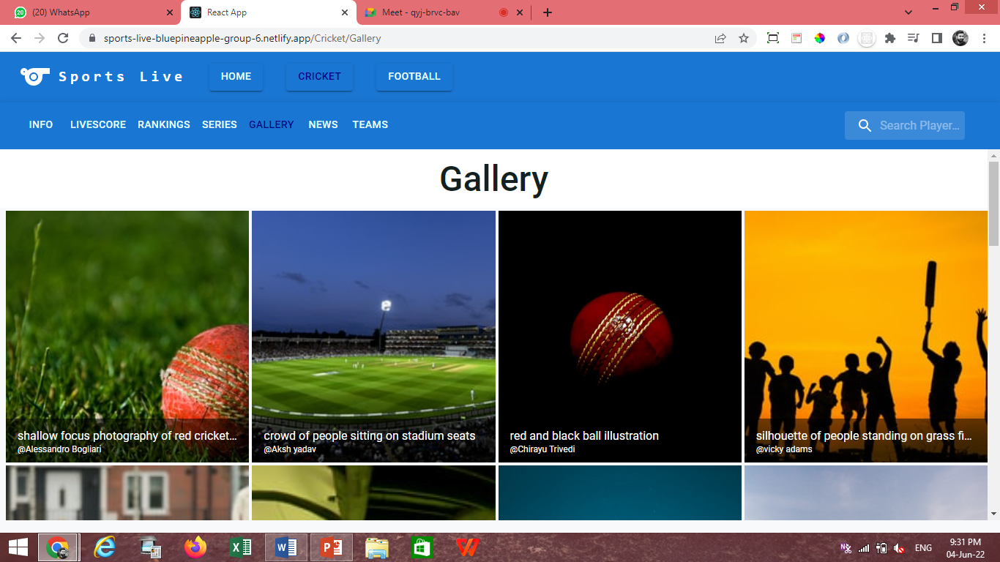 20 (20) WhatsApp React App Meet - qyj-brvc-bav
sports-live-bluepineapple-group-6.netlify.app/Cricket/Gallery
Sports Live HOME CRICKET FOOTBALL
INFO LIVESCORE RANKINGS SERIES GALLERY NEWS TEAMS Search Player...
Gallery
shallow focus photography of red cricket...
@Alessandro Bogliari
crowd of people sitting on stadium seats
@Aksh yadav
red and black ball illustration
@Chirayu Trivedi
silhouette of people standing on grass fi...
@vicky adams
ENG
9:31 PM
04-Jun-22